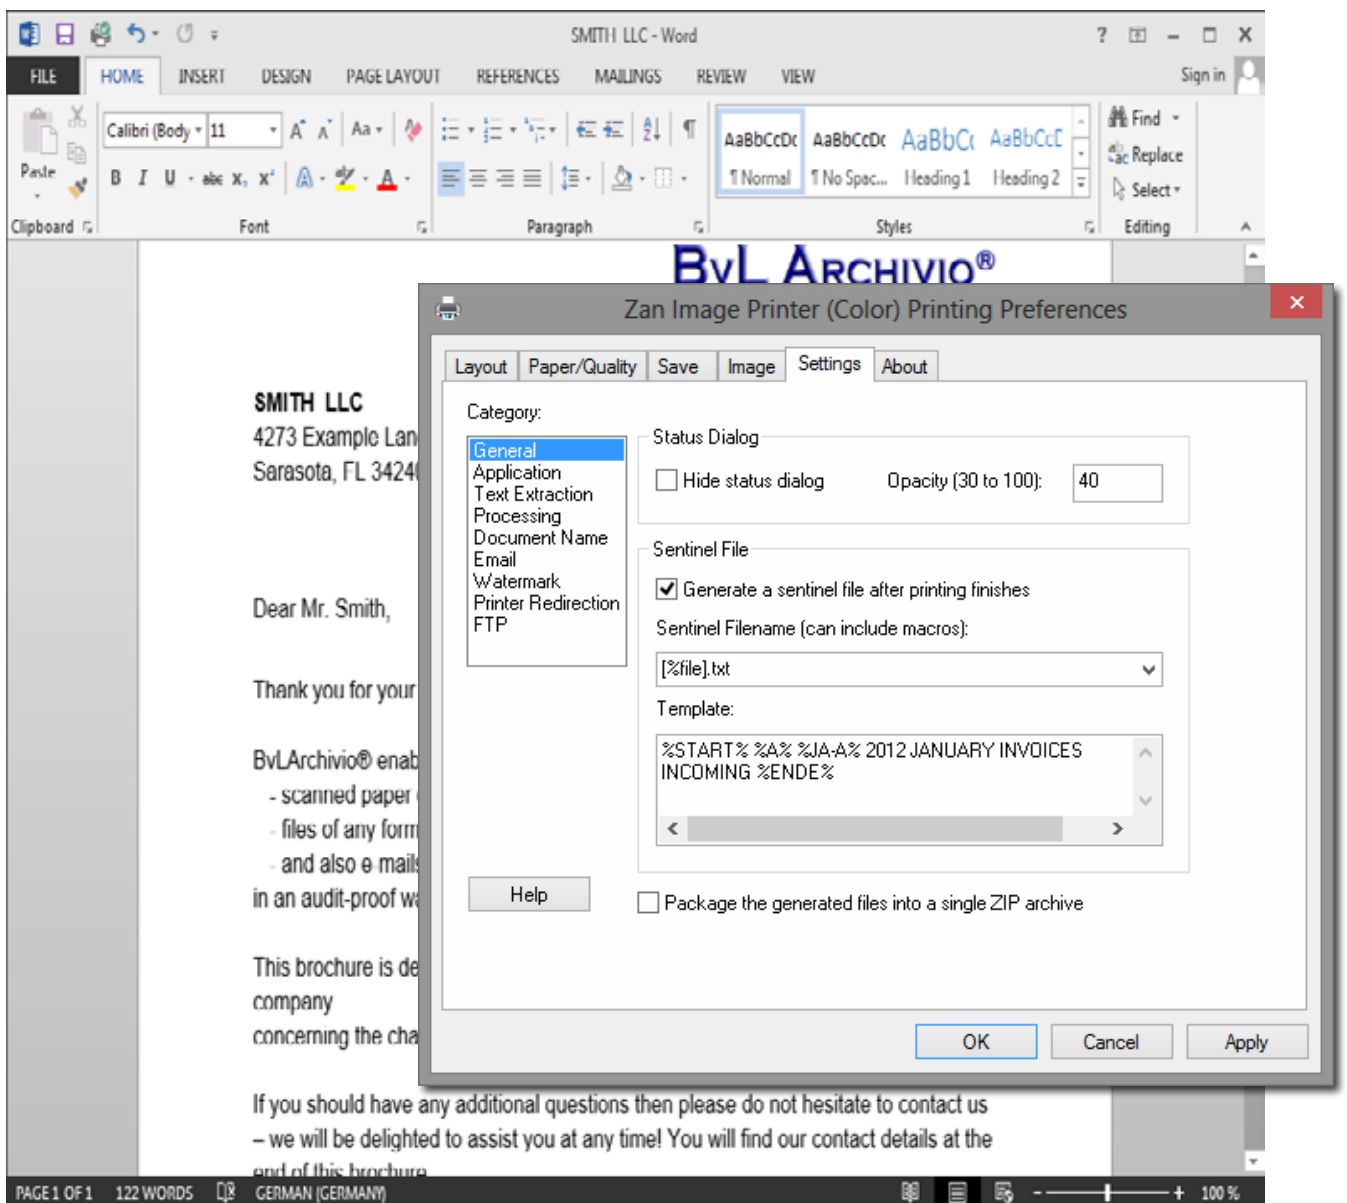 SMITH LLC - Word
?
FILE HOME INSERT DESIGN PAGE LAYOUT REFERENCES MAILINGS REVIEW VIEW Sign in
Paste
Calibri (Body 11
Aa
B I U abc x, x²
AaBbCcDc AaBbCcDc AaBbCc AaBbCcD
¶ Normal ¶ No Spac... Heading 1 Heading 2
Find
Replace
Select
Clipboard Font Paragraph Styles Editing
BvL Archivio®
SMITH LLC
4273 Example Lan
Sarasota, FL 3424
Dear Mr. Smith,
Thank you for your
BvLArchivio® enab
- scanned paper
- files of any form
- and also e-mails
in an audit-proof wa
This brochure is de
company
concerning the cha
If you should have any additional questions then please do not hesitate to contact us
– we will be delighted to assist you at any time! You will find our contact details at the
end of this brochure
Zan Image Printer (Color) Printing Preferences
Layout Paper/Quality Save Image Settings About
Category:
General
Application
Text Extraction
Processing
Document Name
Email
Watermark
Printer Redirection
FTP
Help
Status Dialog
Hide status dialog Opacity (30 to 100): 40
Sentinel File
Generate a sentinel file after printing finishes
Sentinel Filename (can include macros):
[%file].txt
Template:
%START% %A% %JA-A% 2012 JANUARY INVOICES
INCOMING %ENDE%
Package the generated files into a single ZIP archive
OK Cancel Apply
PAGE 1 OF 1 122 WORDS GERMAN (GERMANY) 100 %